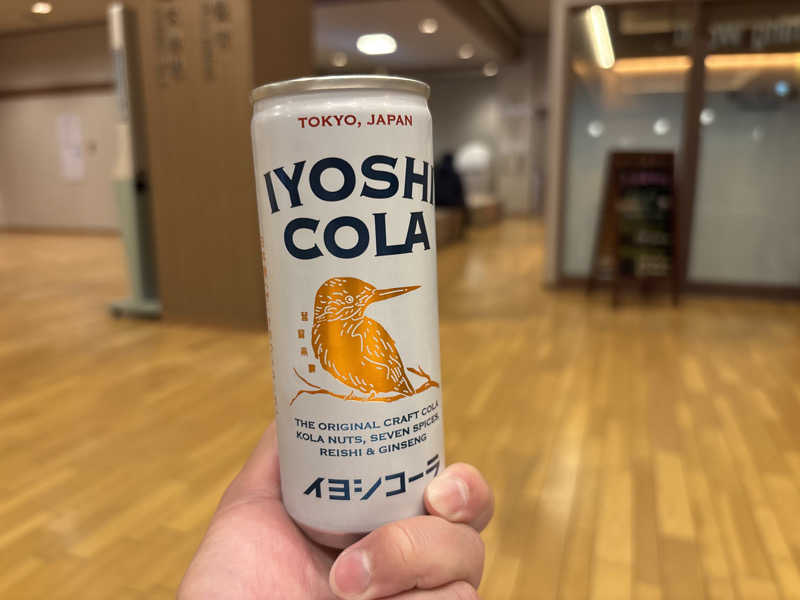 TOKYO, JAPAN
IYOSHI
COLA
THE ORIGINAL CRAFT COLA
KOLA NUTS, SEVEN SPICES,
REISHI & GINSENG
イヨシコーラ